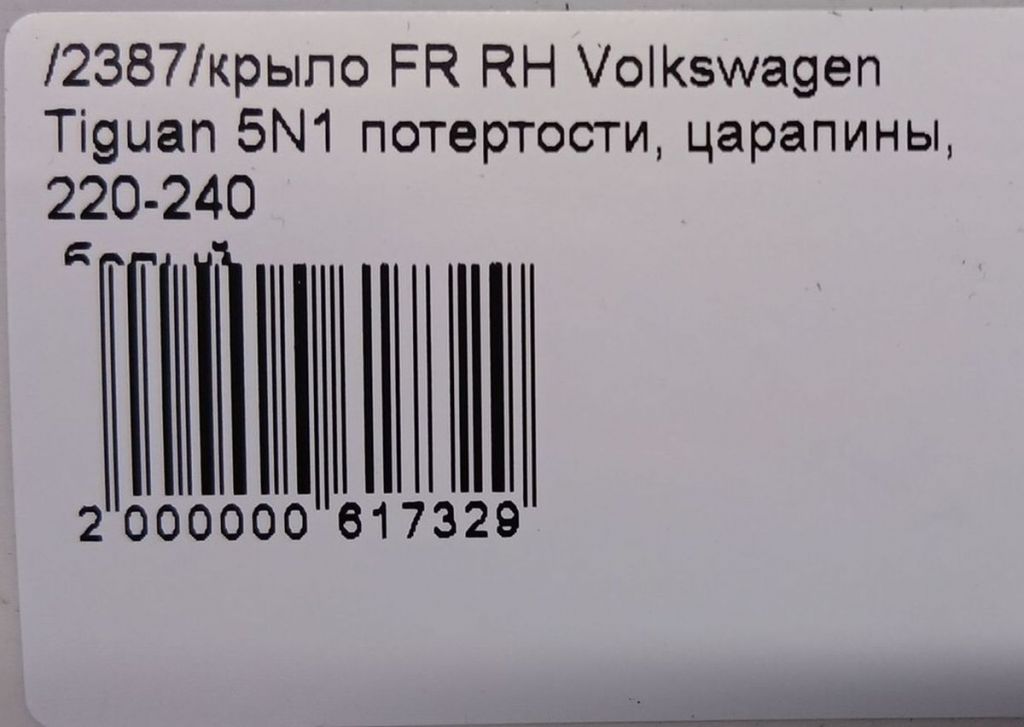 /2387/крыло FR RH Volkswagen
Tiguan 5N1 потертости, царапины,
220-240
2 000000 617329